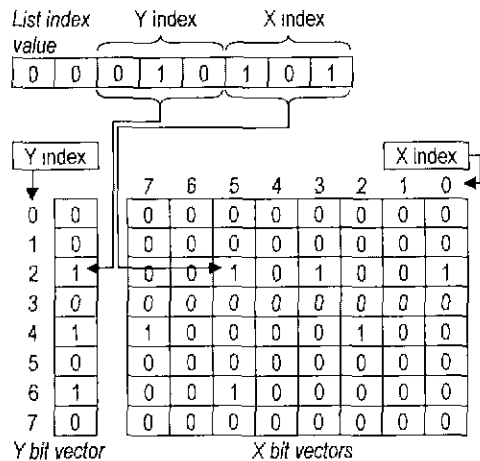 List index value
Y index
X index
0 0 0 1 0 1 0 1
Y index
X index
7 6 5 4 3 2 1 0
0 0 0 0 0 0 0 0 0 0
1 0 0 0 0 0 0 0 0 0
2 1 0 0 1 0 1 0 0 1
3 0 0 0 0 0 0 0 0 0
4 1 1 0 0 0 0 1 0 0
5 0 0 0 0 0 0 0 0 0
6 1 0 0 1 0 0 0 0 0
7 0 0 0 0 0 0 0 0 0
Y bit vector
X bit vectors